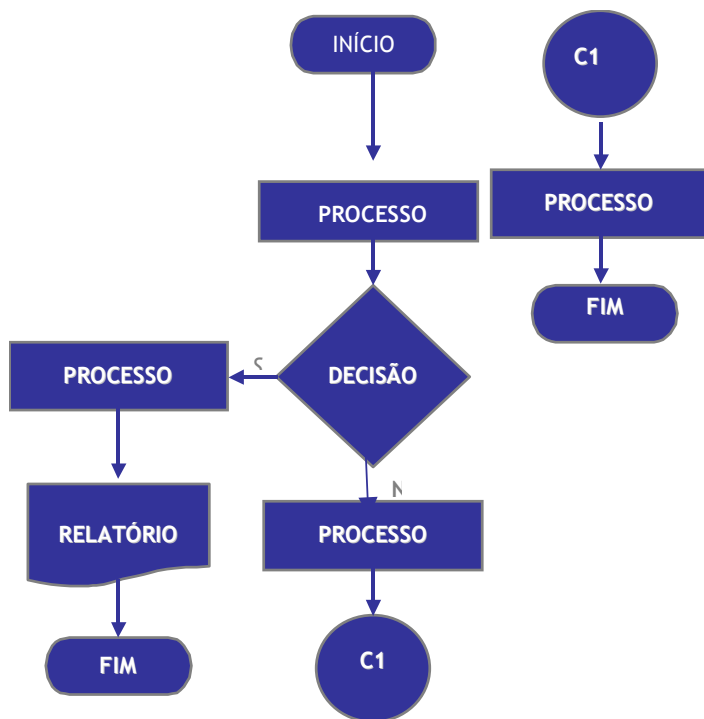 INÍCIO
C1
PROCESSO
PROCESSO
FIM
PROCESSO
DECISÃO
RELATÓRIO
PROCESSO
FIM
C1